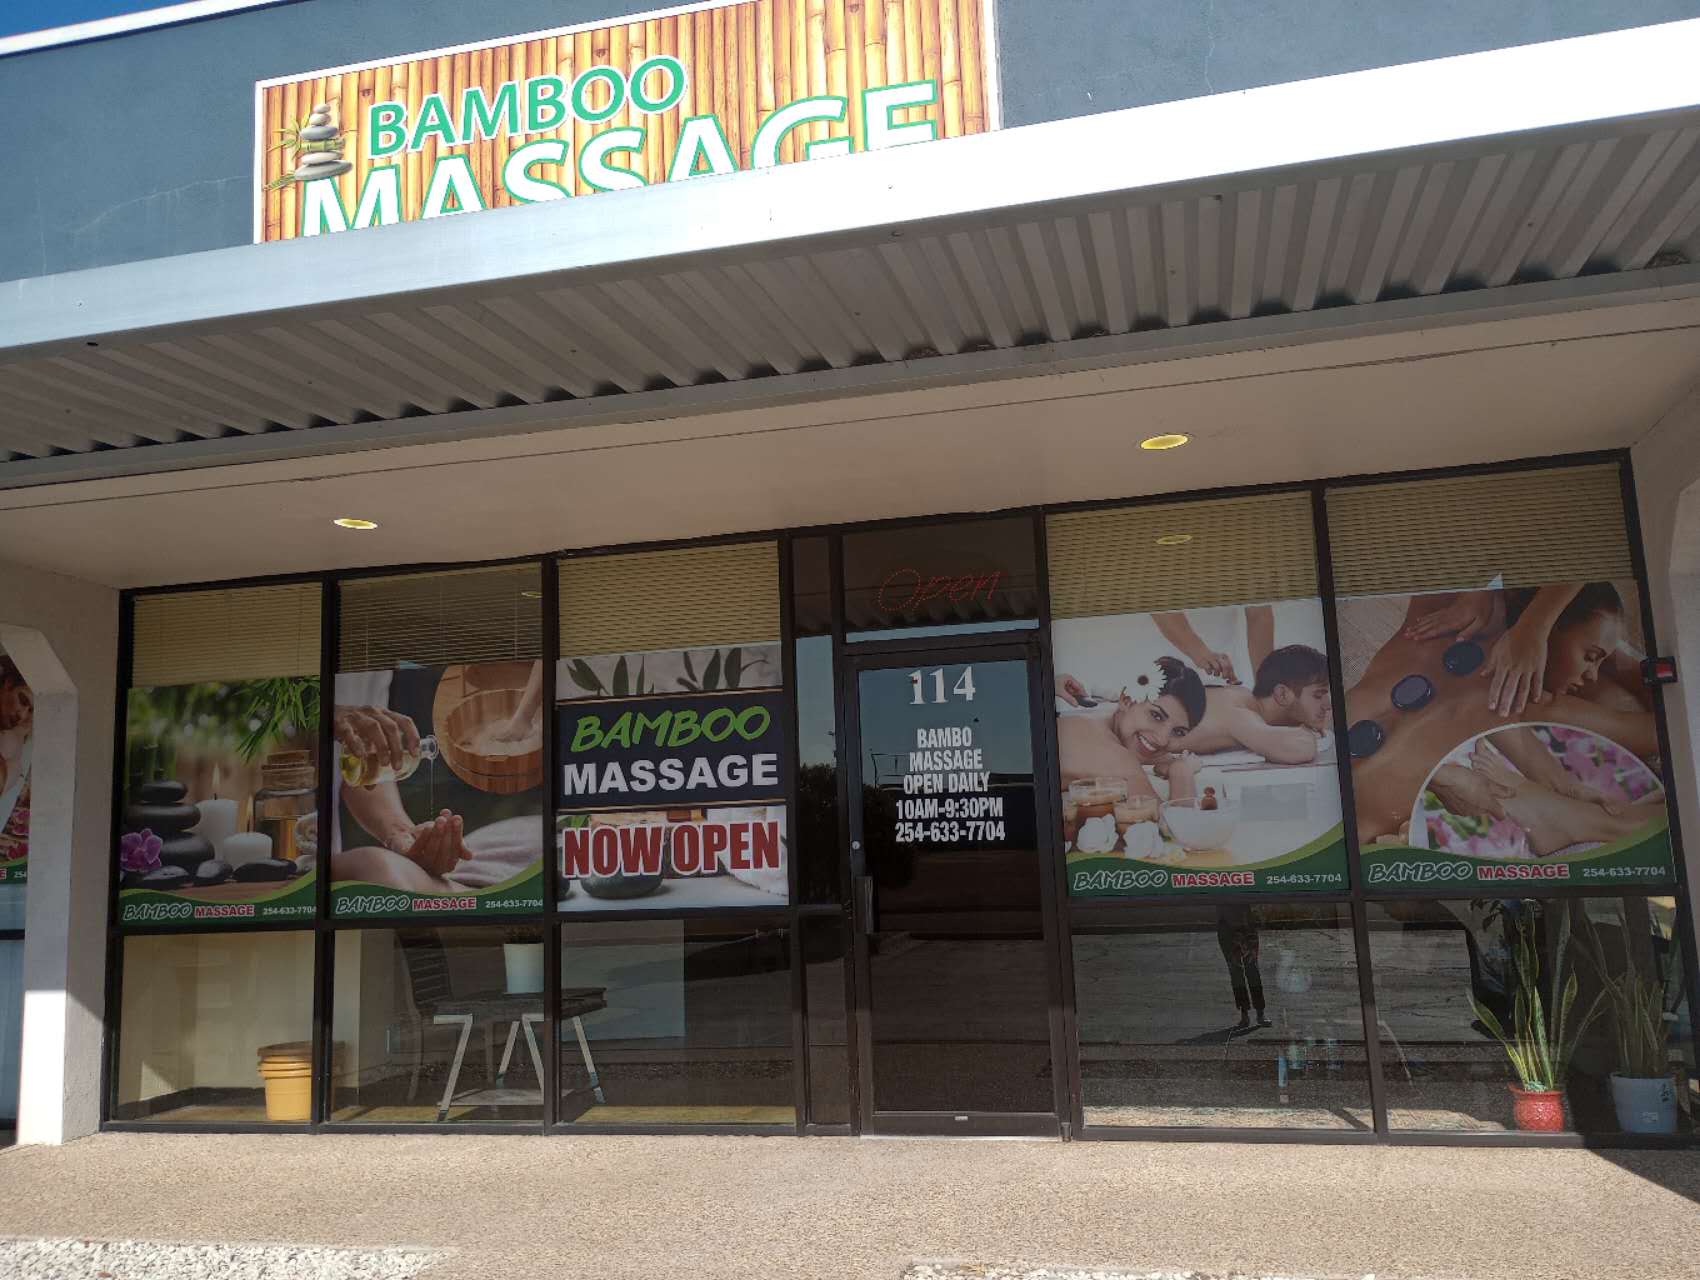 BAMBOO
MASSAGE
Open
114
BAMBO
MASSAGE
OPEN DAILY
10AM-9:30PM
254-633-7704
BAMBOO
MASSAGE
NOW OPEN
E 254
BAMBOO MASSAGE 254-633-7704
BAMBOO MASSAGE 254-633-7704
BAMBOO MASSAGE 254-633-7704
BAMBOO MASSAGE 254-633-7704